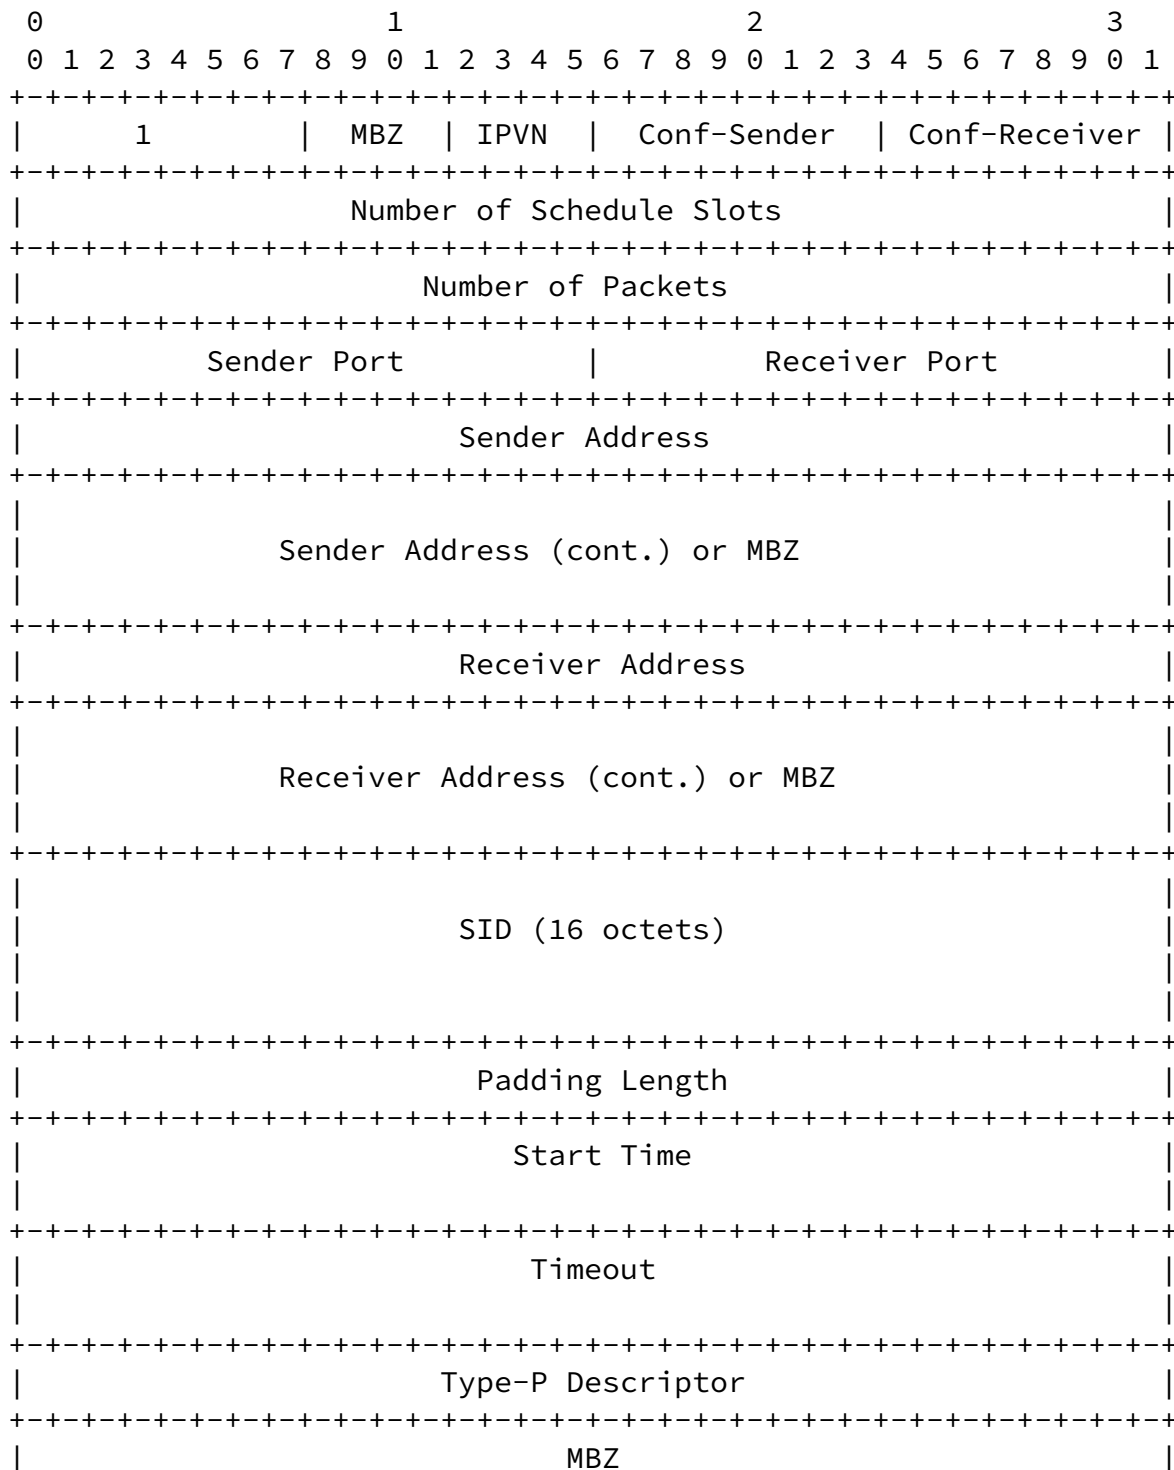 0                   1                   2                   3
0 1 2 3 4 5 6 7 8 9 0 1 2 3 4 5 6 7 8 9 0 1 2 3 4 5 6 7 8 9 0 1
+-+-+-+-+-+-+-+-+-+-+-+-+-+-+-+-+-+-+-+-+-+-+-+-+-+-+-+-+-+-+-+-+
|      1        |  MBZ  | IPVN  |  Conf-Sender  | Conf-Receiver |
+-+-+-+-+-+-+-+-+-+-+-+-+-+-+-+-+-+-+-+-+-+-+-+-+-+-+-+-+-+-+-+-+
|                  Number of Schedule Slots                     |
+-+-+-+-+-+-+-+-+-+-+-+-+-+-+-+-+-+-+-+-+-+-+-+-+-+-+-+-+-+-+-+-+
|                      Number of Packets                        |
+-+-+-+-+-+-+-+-+-+-+-+-+-+-+-+-+-+-+-+-+-+-+-+-+-+-+-+-+-+-+-+-+
|          Sender Port          |         Receiver Port         |
+-+-+-+-+-+-+-+-+-+-+-+-+-+-+-+-+-+-+-+-+-+-+-+-+-+-+-+-+-+-+-+-+
|                        Sender Address                         |
+-+-+-+-+-+-+-+-+-+-+-+-+-+-+-+-+-+-+-+-+-+-+-+-+-+-+-+-+-+-+-+-+
|                                                               |
|              Sender Address (cont.) or MBZ                    |
|                                                               |
+-+-+-+-+-+-+-+-+-+-+-+-+-+-+-+-+-+-+-+-+-+-+-+-+-+-+-+-+-+-+-+-+
|                        Receiver Address                       |
+-+-+-+-+-+-+-+-+-+-+-+-+-+-+-+-+-+-+-+-+-+-+-+-+-+-+-+-+-+-+-+-+
|                                                               |
|              Receiver Address (cont.) or MBZ                  |
|                                                               |
+-+-+-+-+-+-+-+-+-+-+-+-+-+-+-+-+-+-+-+-+-+-+-+-+-+-+-+-+-+-+-+-+
|                                                               |
|                        SID (16 octets)                        |
|                                                               |
|                                                               |
+-+-+-+-+-+-+-+-+-+-+-+-+-+-+-+-+-+-+-+-+-+-+-+-+-+-+-+-+-+-+-+-+
|                         Padding Length                        |
+-+-+-+-+-+-+-+-+-+-+-+-+-+-+-+-+-+-+-+-+-+-+-+-+-+-+-+-+-+-+-+-+
|                           Start Time                          |
|                                                               |
+-+-+-+-+-+-+-+-+-+-+-+-+-+-+-+-+-+-+-+-+-+-+-+-+-+-+-+-+-+-+-+-+
|                            Timeout                            |
|                                                               |
+-+-+-+-+-+-+-+-+-+-+-+-+-+-+-+-+-+-+-+-+-+-+-+-+-+-+-+-+-+-+-+-+
|                       Type-P Descriptor                       |
+-+-+-+-+-+-+-+-+-+-+-+-+-+-+-+-+-+-+-+-+-+-+-+-+-+-+-+-+-+-+-+-+
|                              MBZ                              |